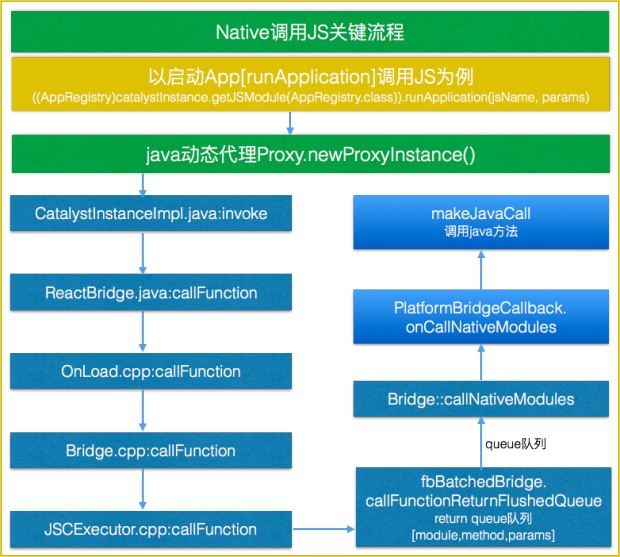 Native调用JS关键流程
以启动App[runApplication]调用JS为例
((AppRegistry)catalystInstance.getJSModule(AppRegistry.class)).runApplication(jsName, params)
java动态代理Proxy.newProxyInstance()
CatalystInstanceImpl.java:invoke
ReactBridge.java:callFunction
OnLoad.cpp:callFunction
Bridge.cpp:callFunction
JSCExecutor.cpp:callFunction
fbBatchedBridge.
callFunctionReturnFlushedQueue
return queue队列
[module,method,params]
queue队列
Bridge::callNativeModules
PlatformBridgeCallback.
onCallNativeModules
makeJavaCall
调用java方法